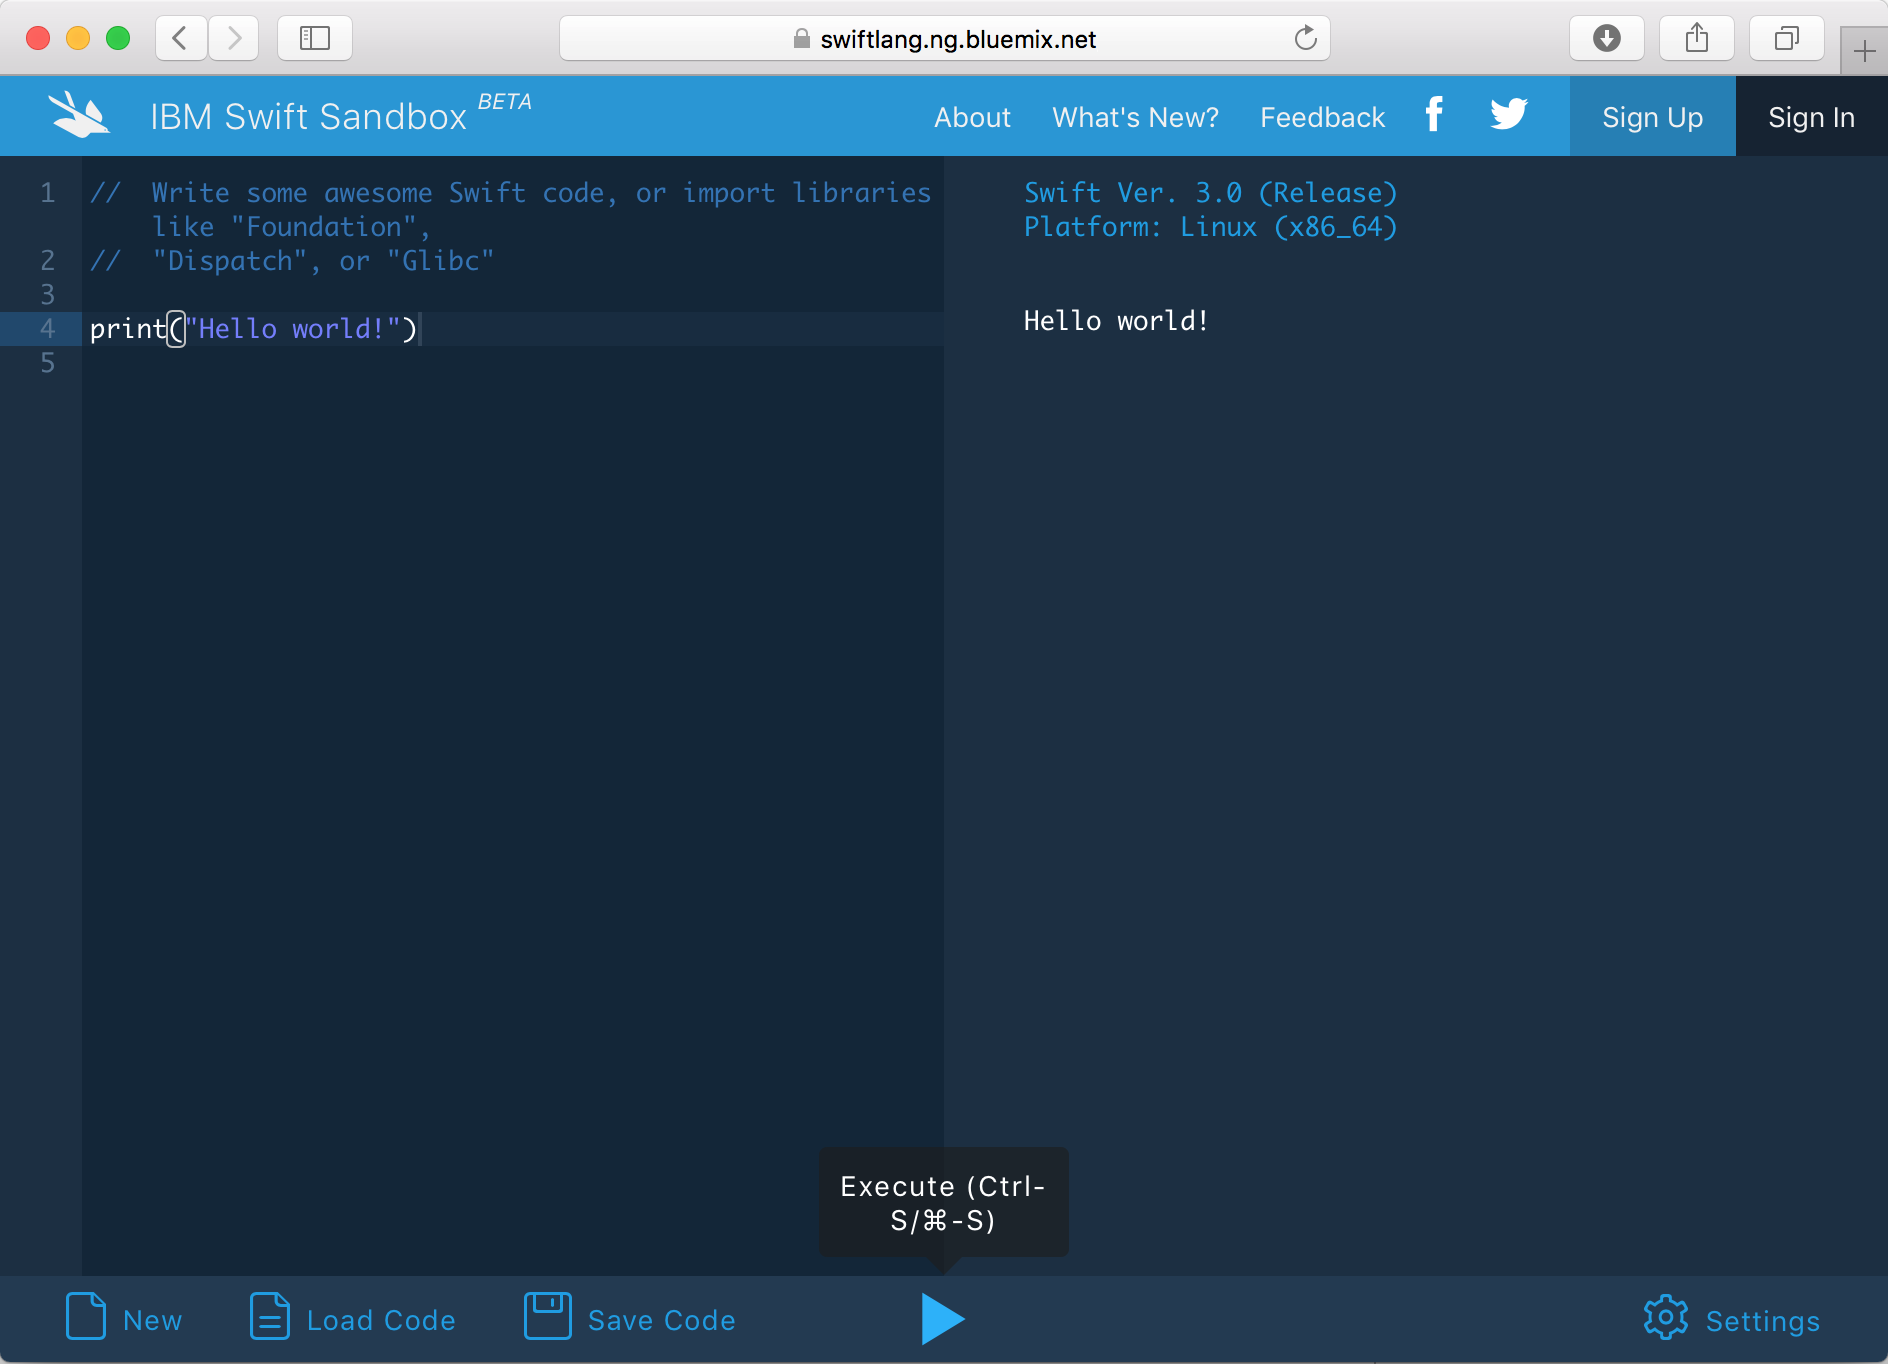 swiftlang.ng.bluemix.net
IBM Swift Sandbox BETA
About What's New? Feedback Sign Up Sign In
1 // Write some awesome Swift code, or import libraries
like "Foundation",
2 // "Dispatch", or "Glibc"
3
4 print("Hello world!")
5
Swift Ver. 3.0 (Release)
Platform: Linux (x86_64)
Hello world!
Execute (Ctrl-
S/⌘-S)
New Load Code Save Code Settings